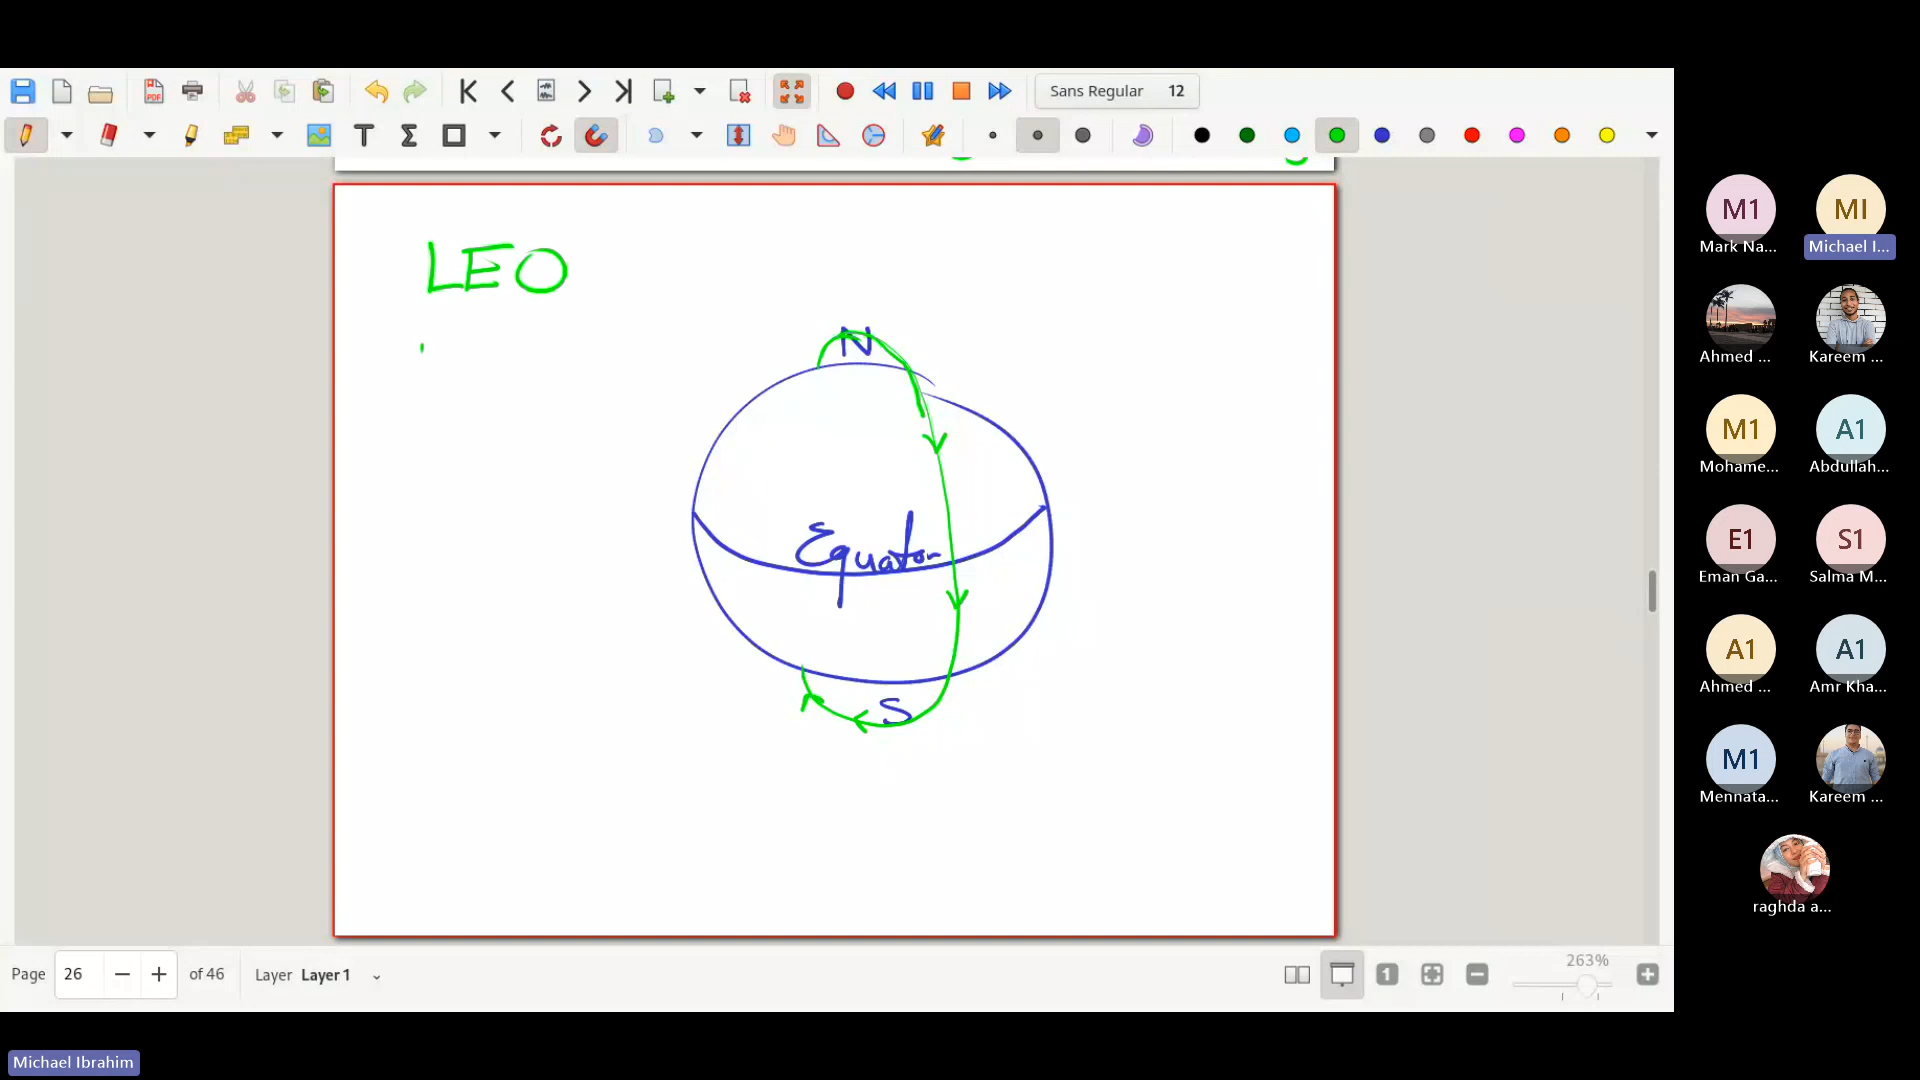 Sans Regular 12
LEO
N
Equator
S
Page 26 of 46 Layer Layer 1
263%
M1 MI
Mark Na... Michael I...
Ahmed ... Kareem ...
M1 A1
Mohame... Abdullah...
E1 S1
Eman Ga... Salma M...
A1 A1
Ahmed ... Amr Kha...
M1
Mennata... Kareem ...
raghda a...
Michael Ibrahim